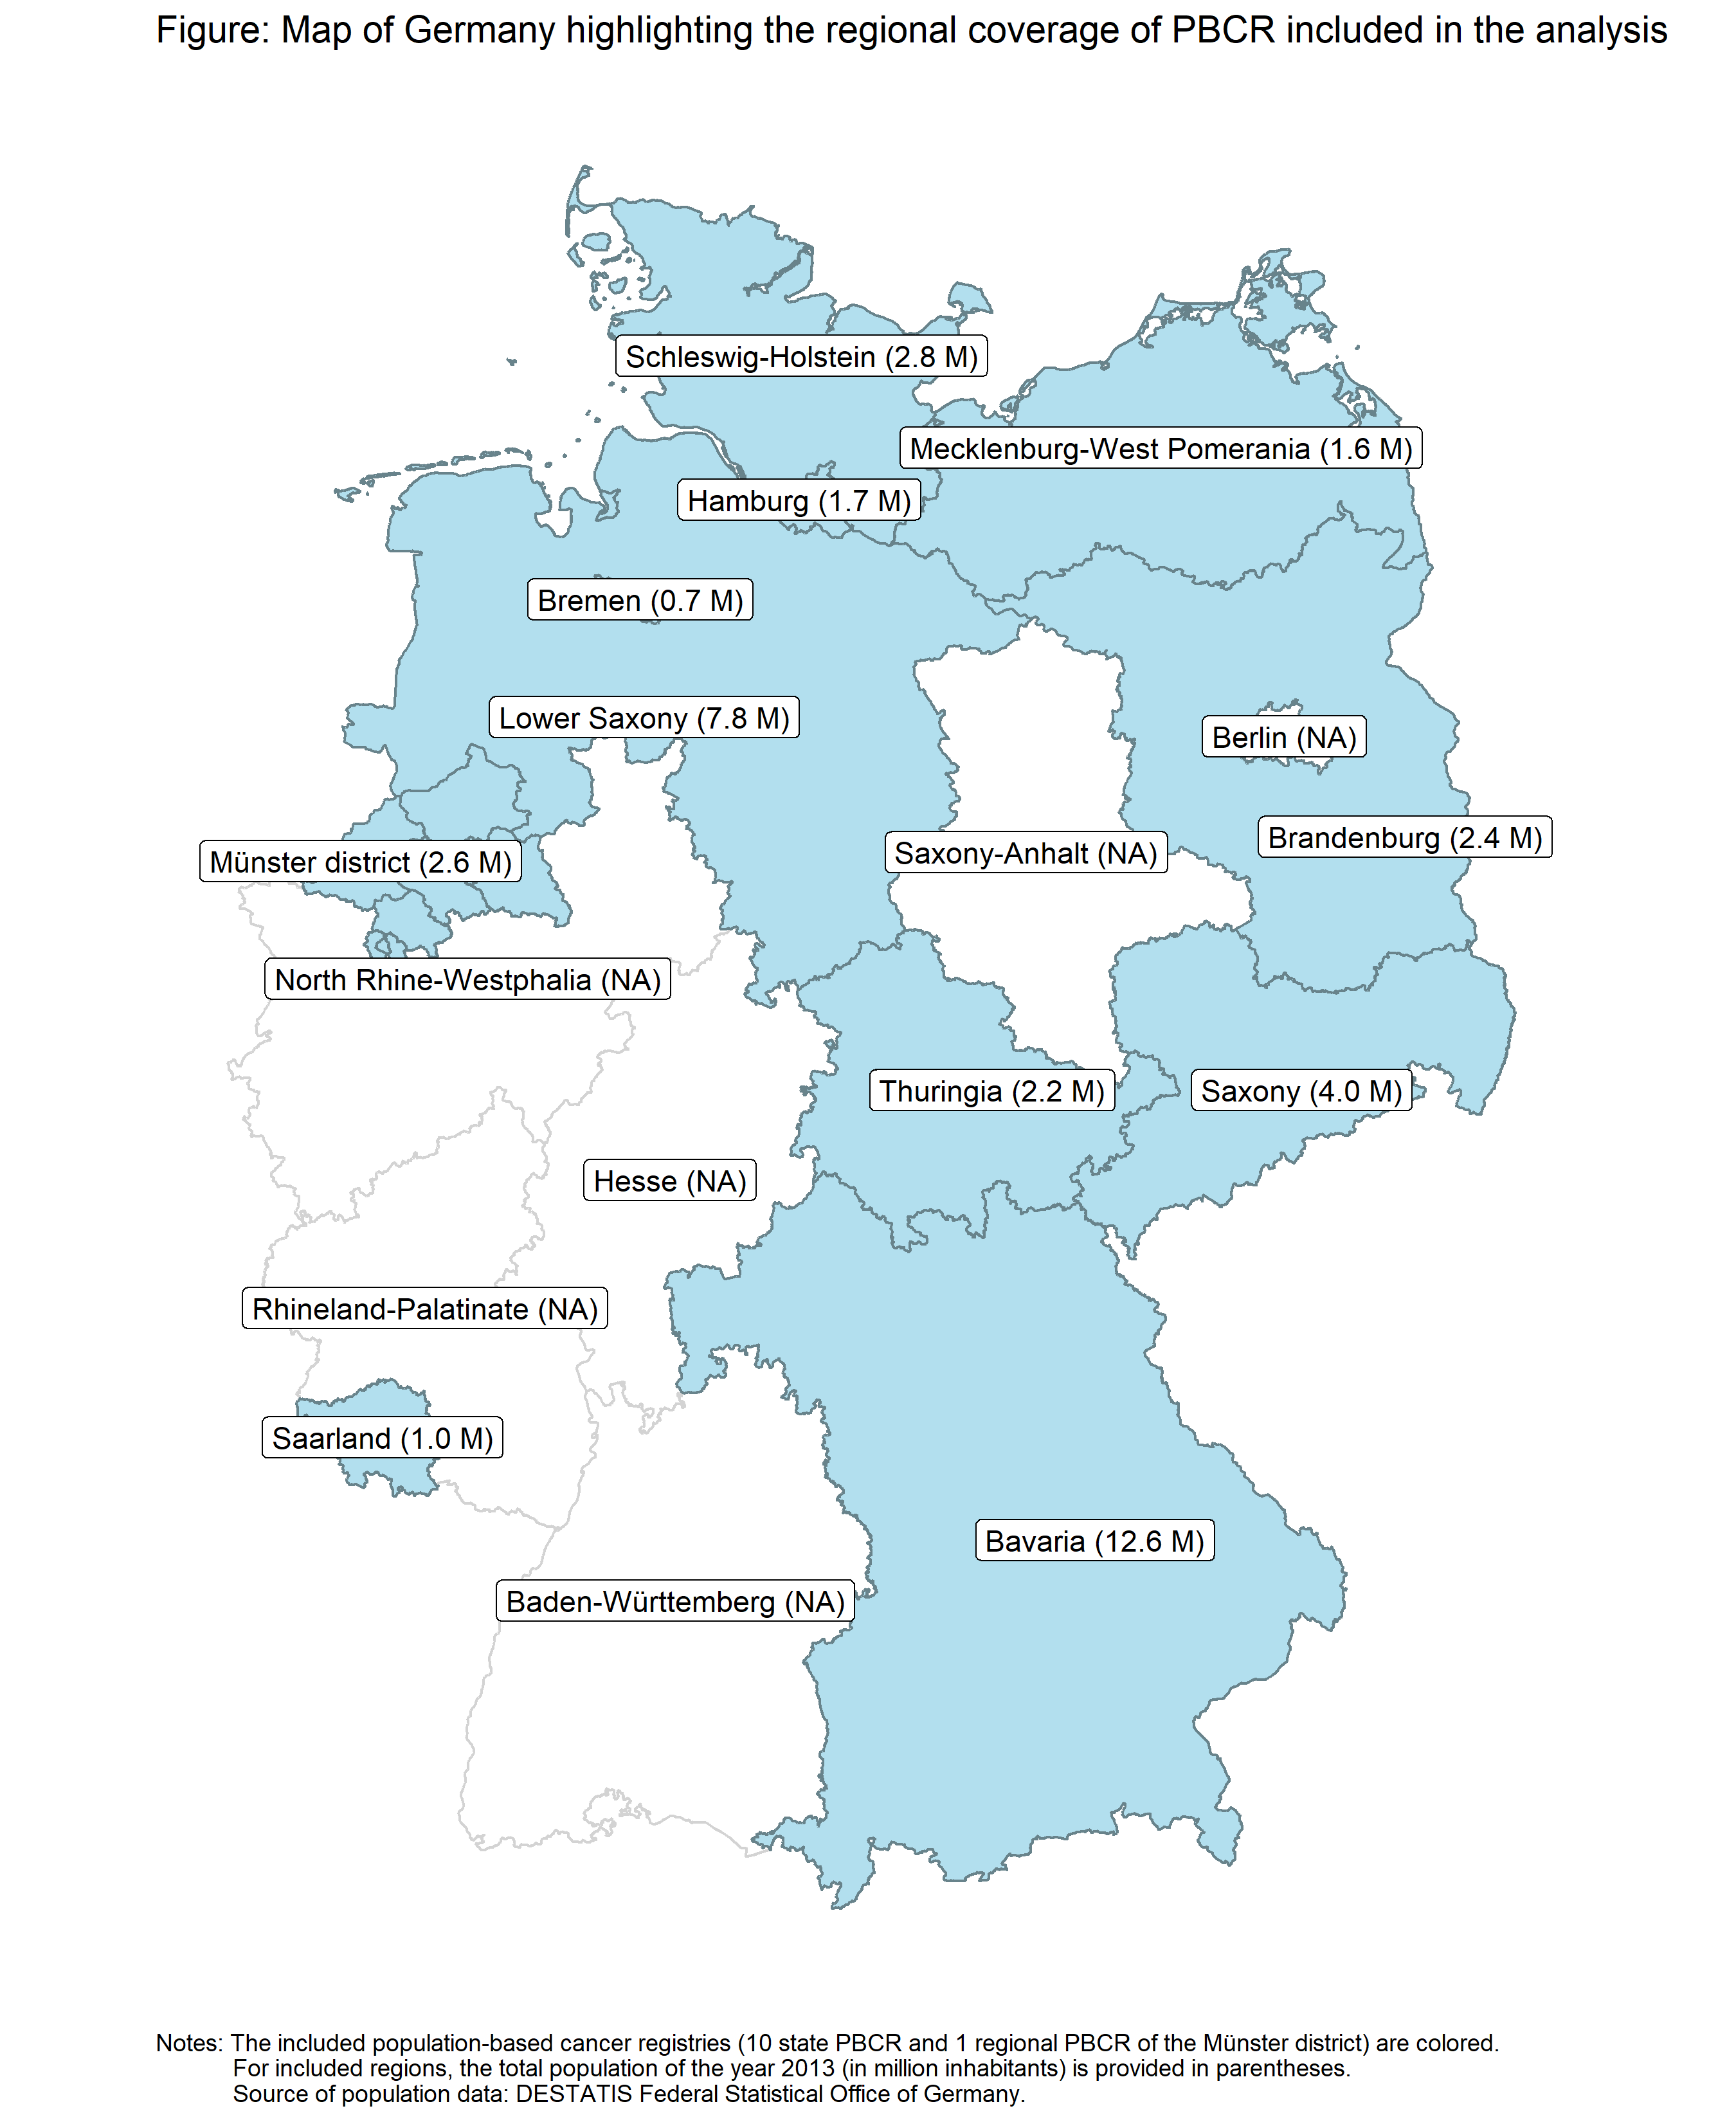 Figure: Map of Germany highlighting the regional coverage of PBCR included in the analysis
Schleswig-Holstein (2.8 M)
Mecklenburg-West Pomerania (1.6 M)
Hamburg (1.7 M)
Bremen (0.7 M)
Lower Saxony (7.8 M)
Berlin (NA)
Brandenburg (2.4 M)
Saxony-Anhalt (NA)
Münster district (2.6 M)
North Rhine-Westphalia (NA)
Thuringia (2.2 M)
Saxony (4.0 M)
Hesse (NA)
Rhineland-Palatinate (NA)
Saarland (1.0 M)
Bavaria (12.6 M)
Baden-Württemberg (NA)
Notes: The included population-based cancer registries (10 state PBCR and 1 regional PBCR of the Münster district) are colored.
For included regions, the total population of the year 2013 (in million inhabitants) is provided in parentheses.
Source of population data: DESTATIS Federal Statistical Office of Germany.